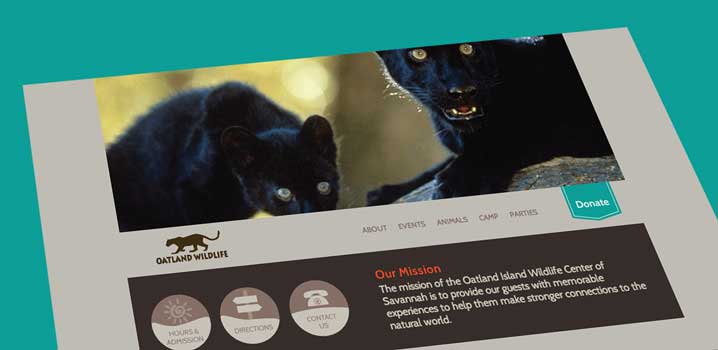 Donate
ABOUT EVENTS ANIMALS CAMP PARTIES
OATLAND WILDLIFE
Our Mission
The mission of the Oatland Island Wildlife Center of
Savannah is to provide our guests with memorable
experiences to help them make stronger connections to the
natural world.
HOURS &
ADMISSION
DIRECTIONS
CONTACT
US